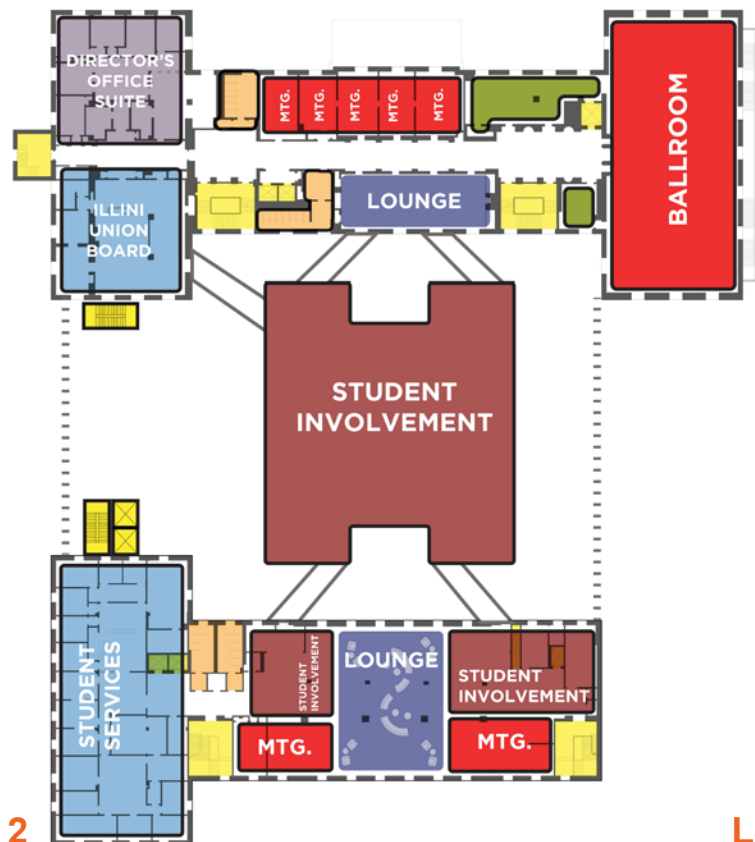 DIRECTOR'S
OFFICE
SUITE
MTG.
MTG.
MTG.
MTG.
MTG.
BALLROOM
ILLINI
UNION
BOARD
LOUNGE
STUDENT
INVOLVEMENT
STUDENT
SERVICES
STUDENT
INVOLVEMENT
LOUNGE
STUDENT
INVOLVEMENT
MTG.
MTG.
2
L